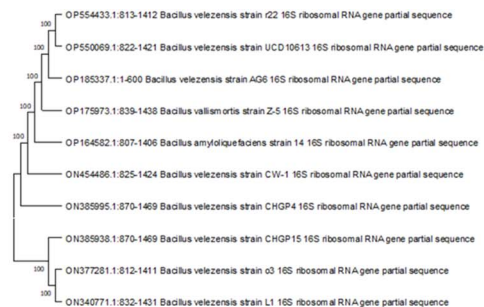 OP554433.1:813-1412 Bacillus velezensis strain r22 16S ribosomal RNA gene partial sequence
100
OP550069.1:822-1421 Bacillus velezensis strain UCD10613 16S ribosomal RNA gene partial sequence
100
OP185337.1:1-600 Bacillus velezensis strain AG6 16S ribosomal RNA gene partial sequence
100
OP175973.1:839-1438 Bacillus vallismortis strain Z-5 16S ribosomal RNA gene partial sequence
100
OP164582.1:807-1406 Bacillus amyloliquefaciens strain 14 16S ribosomal RNA gene partial sequence
100
ON454486.1:825-1424 Bacillus velezensis strain CW-1 16S ribosomal RNA gene partial sequence
100
ON385995.1:870-1469 Bacillus velezensis strain CHGP4 16S ribosomal RNA gene partial sequence
ON385938.1:870-1469 Bacillus velezensis strain CHGP15 16S ribosomal RNA gene partial sequence
100
ON377281.1:812-1411 Bacillus velezensis strain o3 16S ribosomal RNA gene partial sequence
100
ON340771.1:832-1431 Bacillus velezensis strain L1 16S ribosomal RNA gene partial sequence